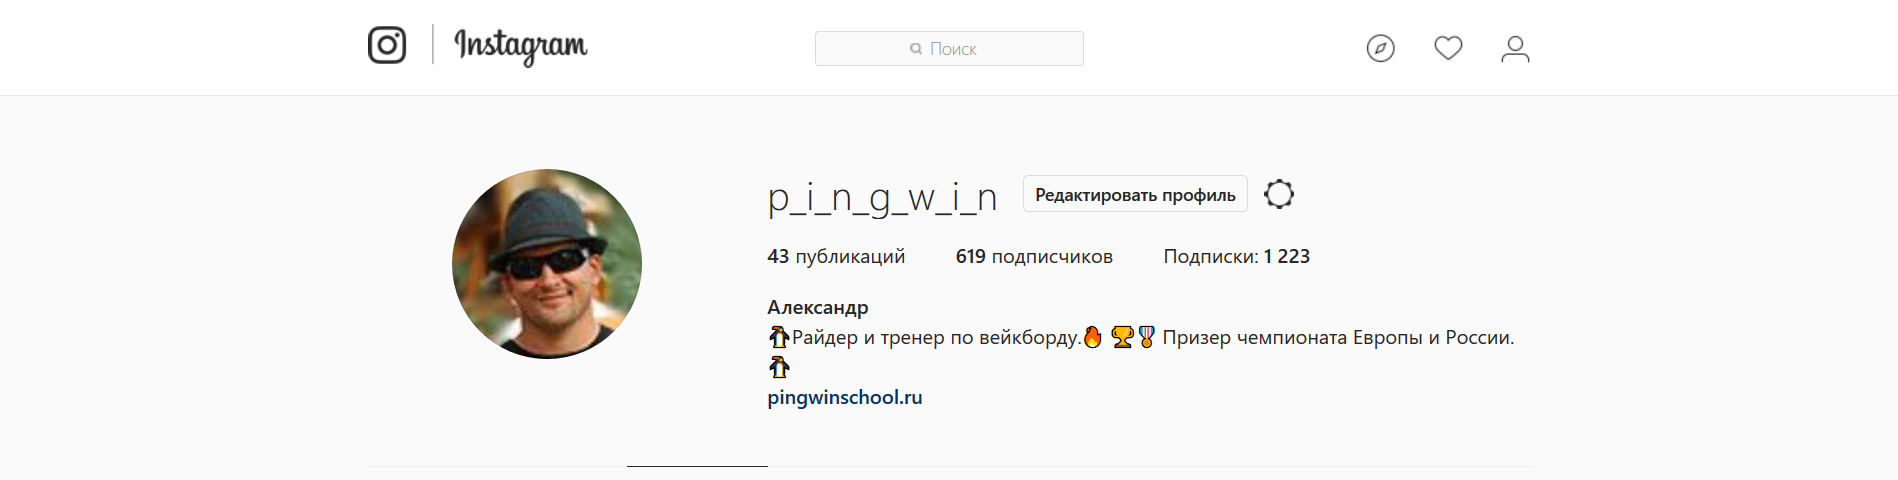 Instagram
Поиск
p_i_n_g_w_i_n
Редактировать профиль
43 публикаций
619 подписчиков
Подписки: 1 223
Александр
🐧Райдер и тренер по вейкборду.🔥 🏆🎖 Призер чемпионата Европы и России.
🐧
pingwinschool.ru